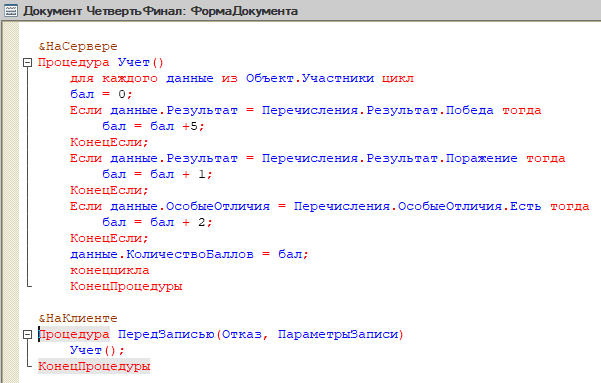 Документ ЧетвертьФинал: ФормаДокумента
&НаСервере
Процедура Учет()
для каждого данные из Объект.Участники цикл
бал = 0;
Если данные.Результат = Перечисления.Результат.Победа тогда
бал = бал +5;
КонецЕсли;
Если данные.Результат = Перечисления.Результат.Поражение тогда
бал = бал + 1;
КонецЕсли;
Если данные.ОсобыеОтличия = Перечисления.ОсобыеОтличия.Есть тогда
бал = бал + 2;
КонецЕсли;
данные.КоличествоБаллов = бал;
конеццикла
КонецПроцедуры
&НаКлиенте
Процедура ПередЗаписью(Отказ, ПараметрыЗаписи)
Учет();
КонецПроцедуры